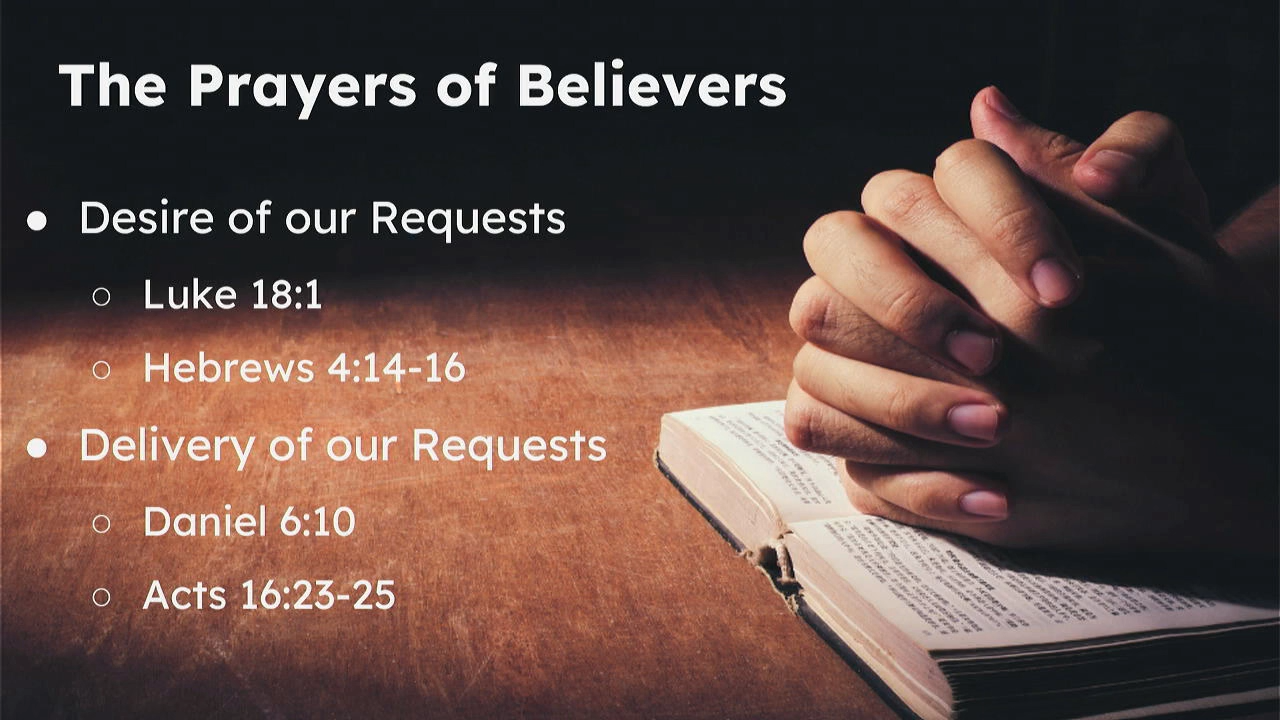 The Prayers of Believers
● Desire of our Requests
○ Luke 18:1
○ Hebrews 4:14-16
● Delivery of our Requests
○ Daniel 6:10
○ Acts 16:23-25